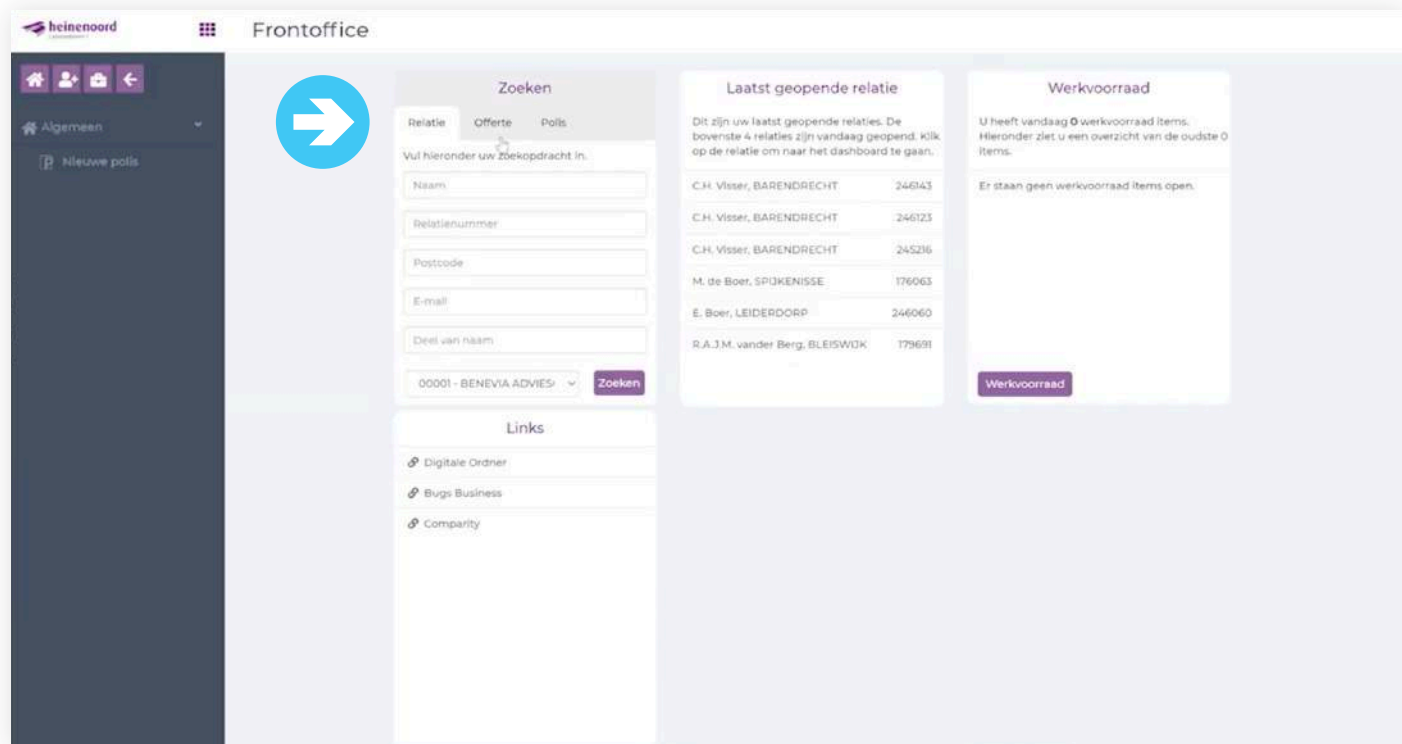 heinenoord
Frontoffice
Algemeen
Nieuwe polis
Zoeken
Relatie Offerte Polis
Vul hieronder uw zoekopdracht in.
Naam
Relatienummer
Postcode
E-mail
Deel van naam
00001 - BENEVIA ADVIES
Zoeken
Links
Digitale Ordner
Bugs Business
Comparity
Laatst geopende relatie
Dit zijn uw laatst geopende relaties. De
bovenste 4 relaties zijn vandaag geopend. Klik
op de relatie om naar het dashboard te gaan.
C.H. Visser, BARENDRECHT 246143
C.H. Visser, BARENDRECHT 246123
C.H. Visser, BARENDRECHT 245216
M. de Boer, SPIJKENISSE 176063
E. Boer, LEIDERDORP 246060
R.A.J.M. vander Berg, BLEISWIJK 179691
Werkvoorraad
U heeft vandaag 0 werkvoorraad items.
Hieronder ziet u een overzicht van de oudste 0
items.
Er staan geen werkvoorraad items open.
Werkvoorraad